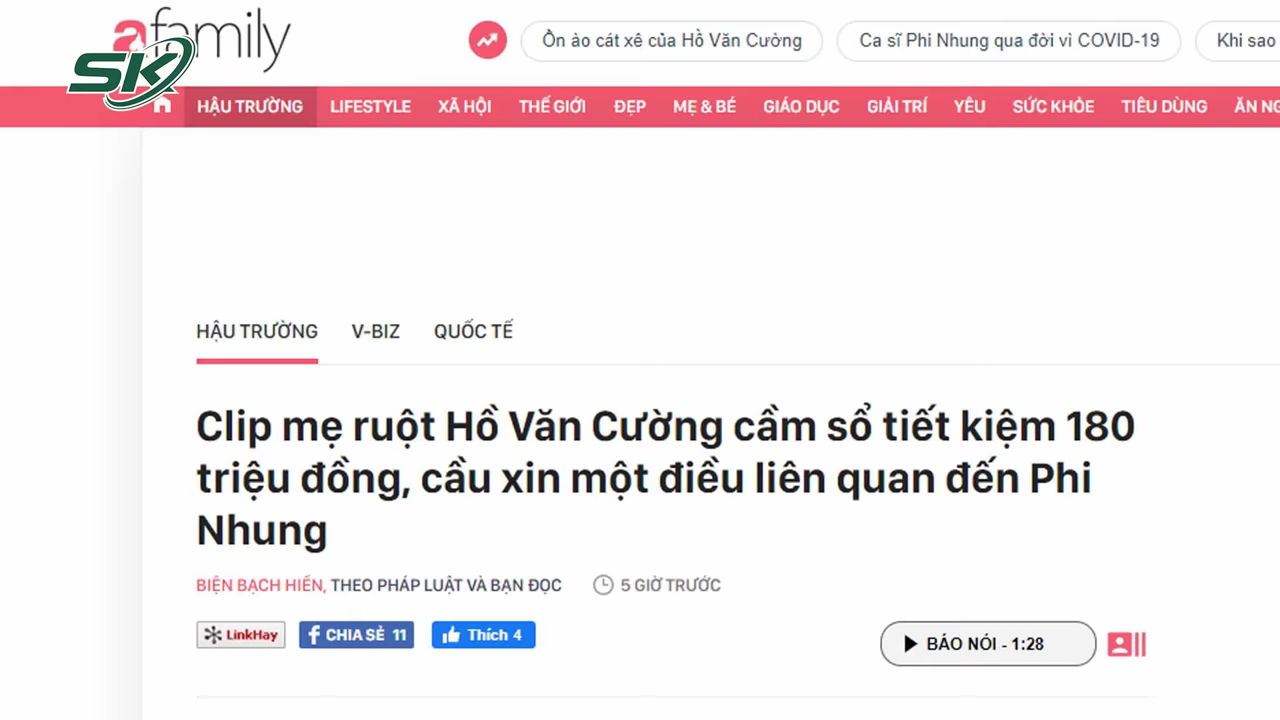 afamily
SK
Ồn ào cát xê của Hồ Văn Cường
Ca sĩ Phi Nhung qua đời vì COVID-19
Khi sao
HẬU TRƯỜNG LIFESTYLE XÃ HỘI THẾ GIỚI ĐẸP MẸ & BÉ GIÁO DỤC GIẢI TRÍ YÊU SỨC KHỎE TIÊU DÙNG ĂN NG
HẬU TRƯỜNG V-BIZ QUỐC TẾ
Clip mẹ ruột Hồ Văn Cường cầm sổ tiết kiệm 180
triệu đồng, cầu xin một điều liên quan đến Phi
Nhung
BIỆN BẠCH HIỀN, THEO PHÁP LUẬT VÀ BẠN ĐỌC 5 GIỜ TRƯỚC
LinkHay CHIA SẺ 11 Thích 4
BÁO NÓI - 1:28